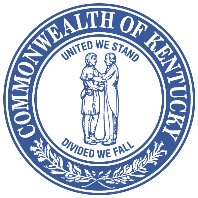 COMMONWEALTH OF KENTUCKY
UNITED WE STAND
DIVIDED WE FALL